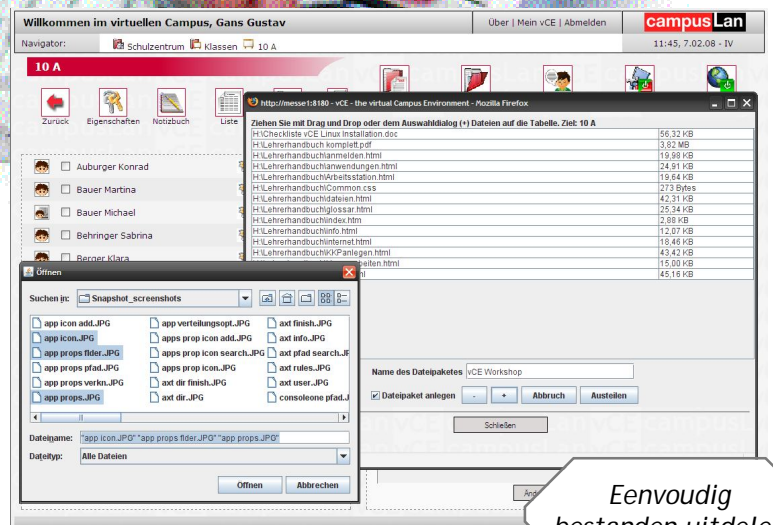 Willkommen im virtuellen Campus, Gans Gustav
Über | Mein vCE | Abmelden
campus Lan
Navigator:
Schulzentrum
Klassen
10 A
11:45, 7.02.08 - IV
10 A
Zurück
Eigenschaften
Notizbuch
Liste
Auburger Konrad
Bauer Martina
Bauer Michael
Behringer Sabrina
Berger Klara
http://messe1:8180 - vCE - the virtual Campus Environment - Mozilla Firefox
Ziehen Sie mit Drag und Drop oder dem Auswahldialog (+) Dateien auf die Tabelle. Ziel: 10 A
H:\Checkliste vCE Linux Installation.doc 56,32 KB
H:\Lehrerhandbuch komplett.pdf 3,82 MB
H:\Lehrerhandbuch\anmelden.html 19,98 KB
H:\Lehrerhandbuch\anwendungen.html 24,91 KB
H:\Lehrerhandbuch\Arbeitsstation.html 19,64 KB
H:\Lehrerhandbuch\Common.css 273 Bytes
H:\Lehrerhandbuch\dateien.html 42,31 KB
H:\Lehrerhandbuch\glossar.html 25,34 KB
H:\Lehrerhandbuch\index.htm 2,88 KB
H:\Lehrerhandbuch\info.html 12,07 KB
H:\Lehrerhandbuch\internet.html 18,46 KB
H:\Lehrerhandbuch\KKPanlegen.html 43,42 KB
15,00 KB
45,16 KB
Name des Dateipaketes vCE Workshop
Dateipaket anlegen - + Abbruch Austeilen
Schließen
Öffnen
Suchen in: Snapshot_screenshots
app icon add.JPG app verteilungsopt.JPG axt finish.JPG
app icon.JPG apps prop icon add.JPG axt info.JPG
app props flder.JPG apps prop icon search.JPG axt pfad search.JF
app props pfad.JPG apps prop icon.JPG axt rules.JPG
app props verkn.JPG axt dir finish.JPG axt user.JPG
app props.JPG axt dir..JPG consoleone pfad.J
Dateiname: "app icon.JPG" "app props flder.JPG" "app props.JPG"
Dateityp: Alle Dateien
Öffnen Abbrechen
Eenvoudig
bestanden